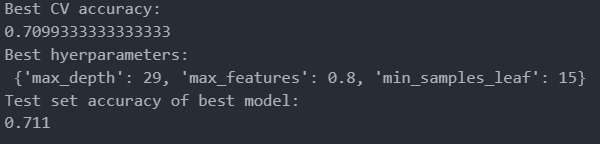 Best CV accuracy:
0.7099333333333333
Best hyerparameters:
 {'max_depth': 29, 'max_features': 0.8, 'min_samples_leaf': 15}
Test set accuracy of best model:
0.711